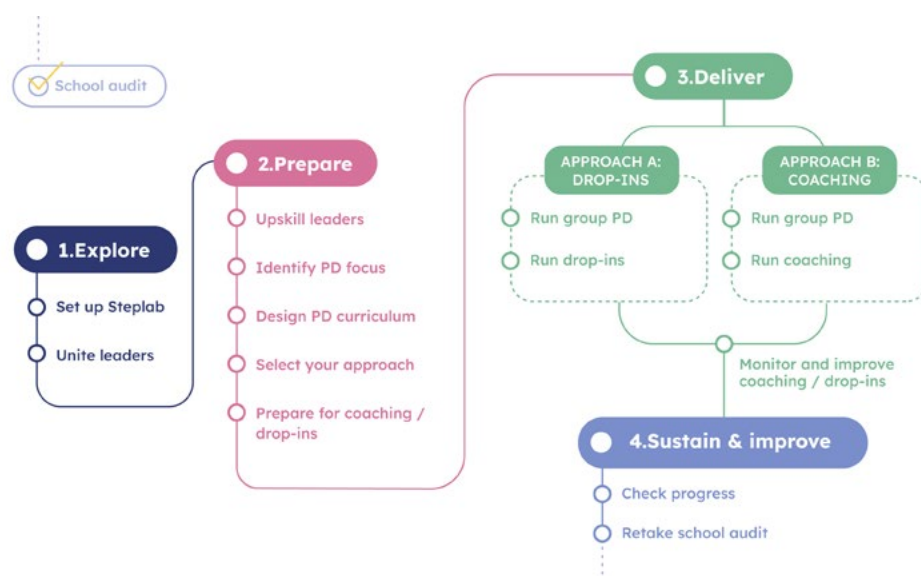 School audit
1.Explore
Set up Steplab
Unite leaders
2.Prepare
Upskill leaders
Identify PD focus
Design PD curriculum
Select your approach
Prepare for coaching /
drop-ins
3.Deliver
APPROACH A:
DROP-INS
Run group PD
Run drop-ins
APPROACH B:
COACHING
Run group PD
Run coaching
Monitor and improve
coaching / drop-ins
4.Sustain & improve
Check progress
Retake school audit